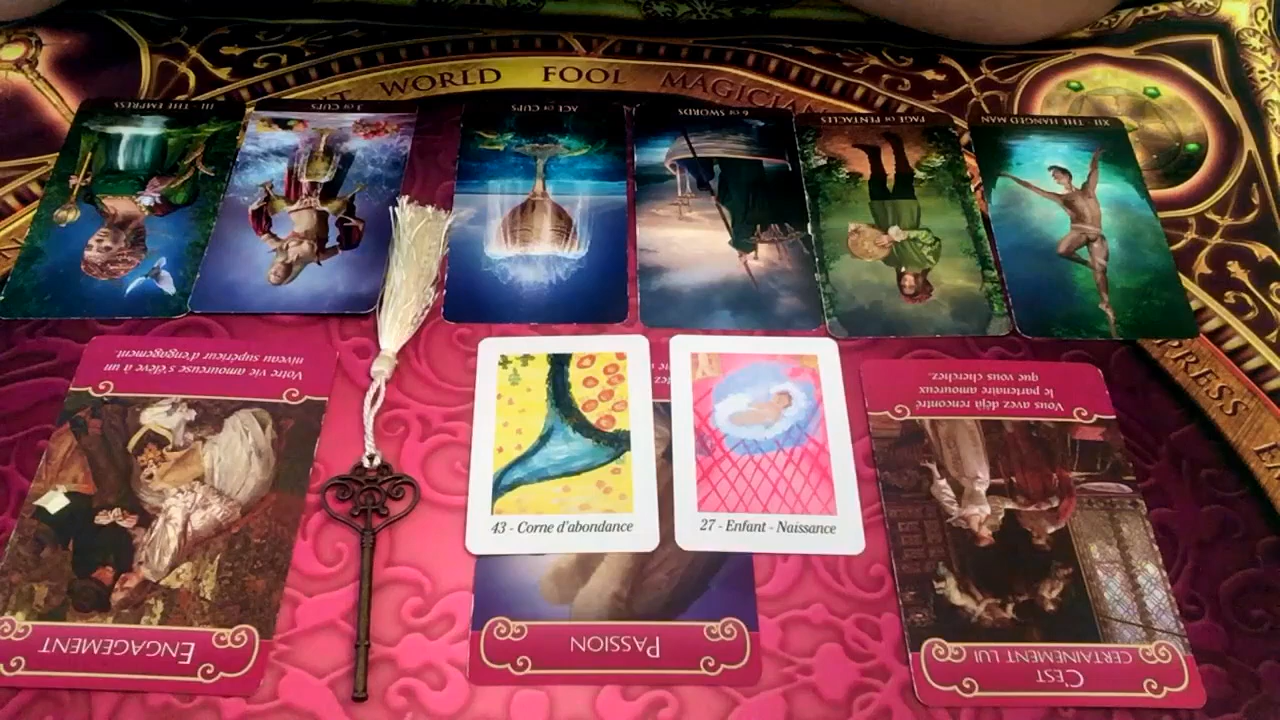 WORLD FOOL MAGICIAN
III - THE EMPRESS
3 OF CUPS
ACE OF CUPS
6 OF SWORDS
PAGE OF PENTACLES
XII - THE HANGED MAN
Votre vie amoureuse s'élève à un
niveau supérieur d'engagement.
ENGAGEMENT
43 - Corne d'abondance
27 - Enfant - Naissance
PASSION
Vous avez déjà rencontré
le partenaire amoureux
que vous cherchez.
C'EST
CERTAINEMENT LUI